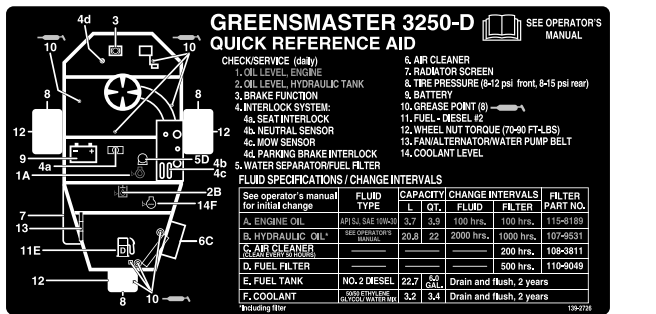 GREENSMASTER 3250-D
QUICK REFERENCE AID
SEE OPERATOR'S
MANUAL
CHECK/SERVICE (daily)
1. OIL LEVEL, ENGINE
2. OIL LEVEL, HYDRAULIC TANK
3. BRAKE FUNCTION
4. INTERLOCK SYSTEM:
4a. SEAT INTERLOCK
4b. NEUTRAL SENSOR
4c. MOW SENSOR
4d. PARKING BRAKE INTERLOCK
5. WATER SEPARATOR/FUEL FILTER
6. AIR CLEANER
7. RADIATOR SCREEN
8. TIRE PRESSURE (8-12 psi front, 8-15 psi rear)
9. BATTERY
10. GREASE POINT (8)
11. FUEL - DIESEL #2
12. WHEEL NUT TORQUE (70-90 FT-LBS)
13. FAN/ALTERNATOR/WATER PUMP BELT
14. COOLANT LEVEL
FLUID SPECIFICATIONS / CHANGE INTERVALS
See operator's manual for initial change
FLUID TYPE
CAPACITY
L
QT.
CHANGE INTERVALS
FLUID
FILTER
FILTER PART NO.
A. ENGINE OIL API SJ, SAE 10W-30 3.7 3.9 100 hrs. 100 hrs. 115-8189
B. HYDRAULIC OIL* SEE OPERATOR'S MANUAL 20.8 22 2000 hrs. 1000 hrs. 107-9531
C. AIR CLEANER (CLEAN EVERY 50 HOURS) 200 hrs. 108-3811
D. FUEL FILTER 500 hrs. 110-9049
E. FUEL TANK NO. 2 DIESEL 22.7 6.0 GAL. Drain and flush, 2 years
F. COOLANT 50/50 ETHYLENE GLYCOL/ WATER MIX 3.2 3.4 Drain and flush, 2 years
*Including filter
139-2726
4d
3
10
10
8
8
12
12
9
4a
1A
5D
4b
4c
2B
14F
7
13
11E
6C
12
8
10